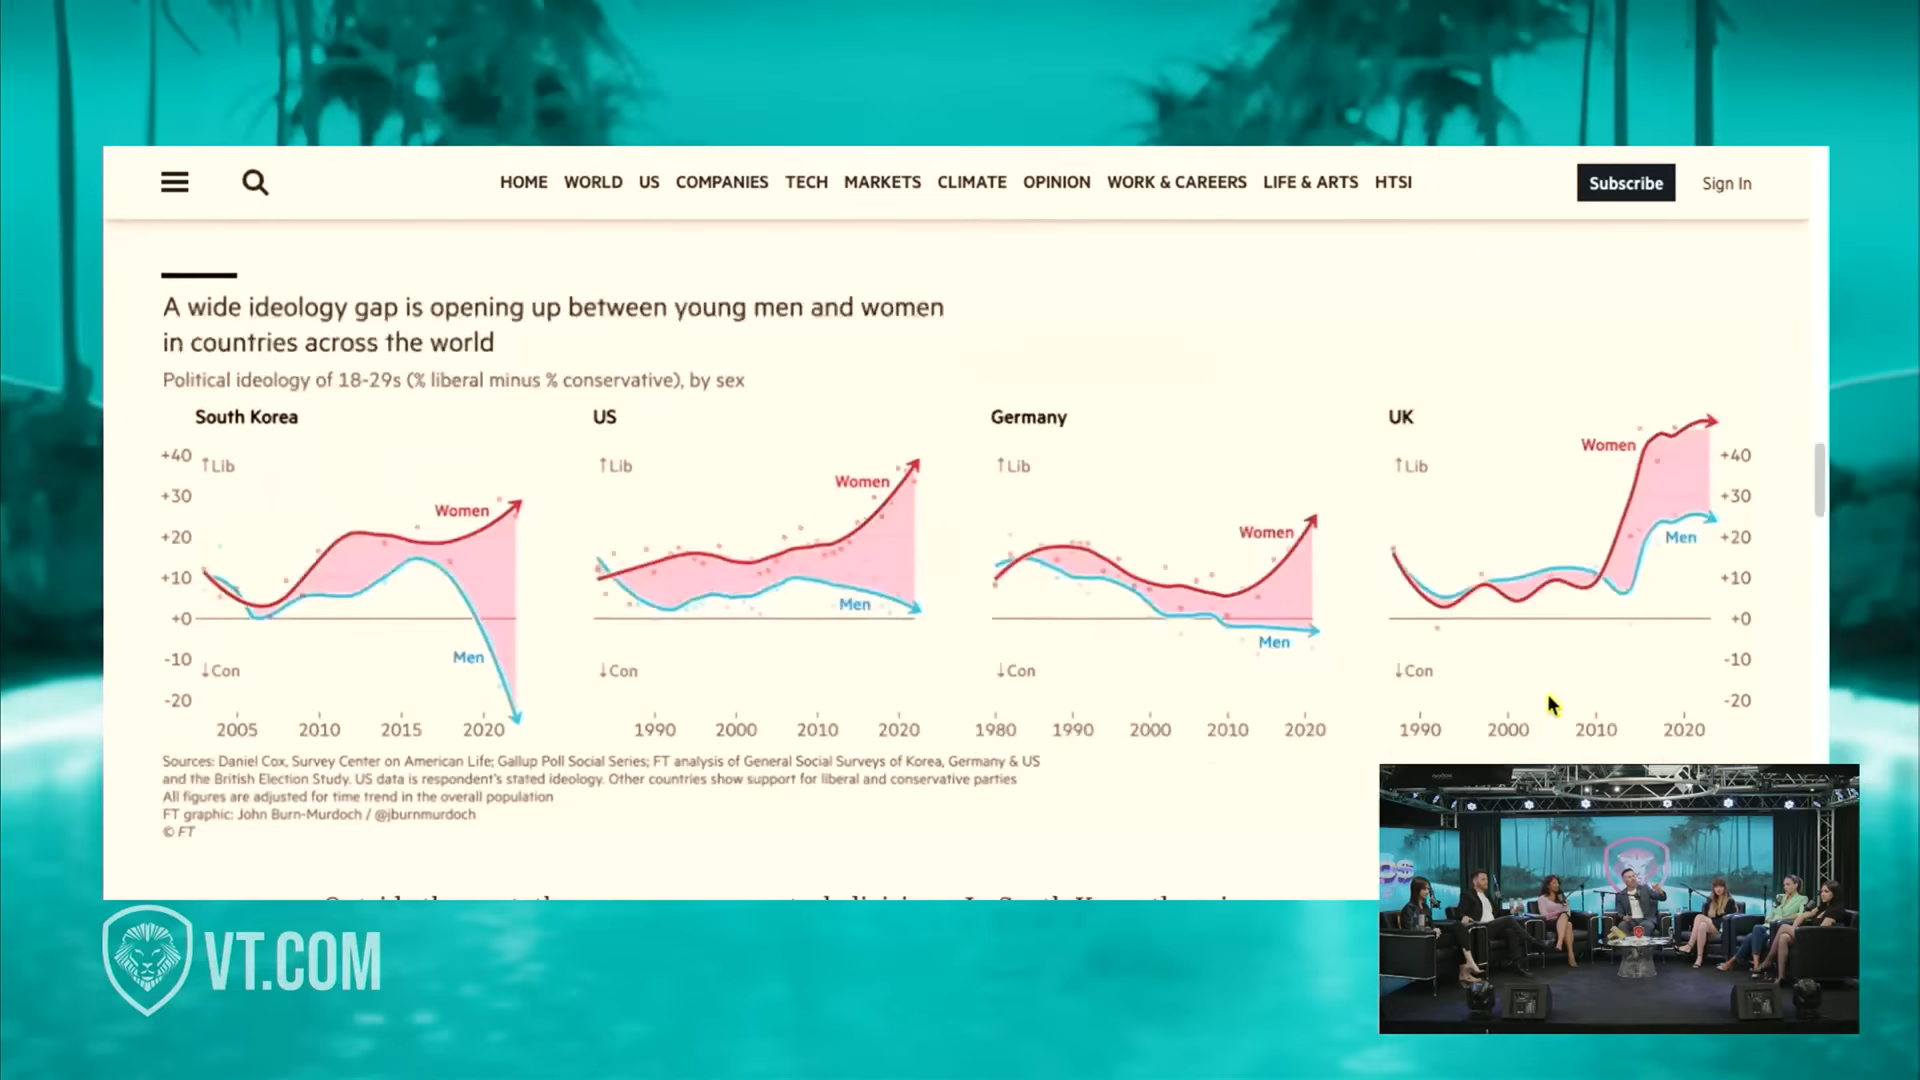 HOME WORLD US COMPANIES TECH MARKETS CLIMATE OPINION WORK & CAREERS LIFE & ARTS HTSI Subscribe Sign In
A wide ideology gap is opening up between young men and women
in countries across the world
Political ideology of 18-29s (% liberal minus % conservative), by sex
South Korea
+40
+30
+20
+10
+0
-10
-20
↑Lib
Women
Men
↓Con
2005 2010 2015 2020
US
↑Lib
Women
Men
↓Con
1990 2000 2010 2020
Germany
↑Lib
Women
Men
↓Con
1980 1990 2000 2010 2020
UK
↑Lib
Women
Men
↓Con
+40
+30
+20
+10
+0
-10
-20
1990 2000 2010 2020
Sources: Daniel Cox, Survey Center on American Life; Gallup Poll Social Series; FT analysis of General Social Surveys of Korea, Germany & US
and the British Election Study. US data is respondent's stated ideology. Other countries show support for liberal and conservative parties
All figures are adjusted for time trend in the overall population
FT graphic: John Burn-Murdoch / @jburnmurdoch
© FT
VT.COM